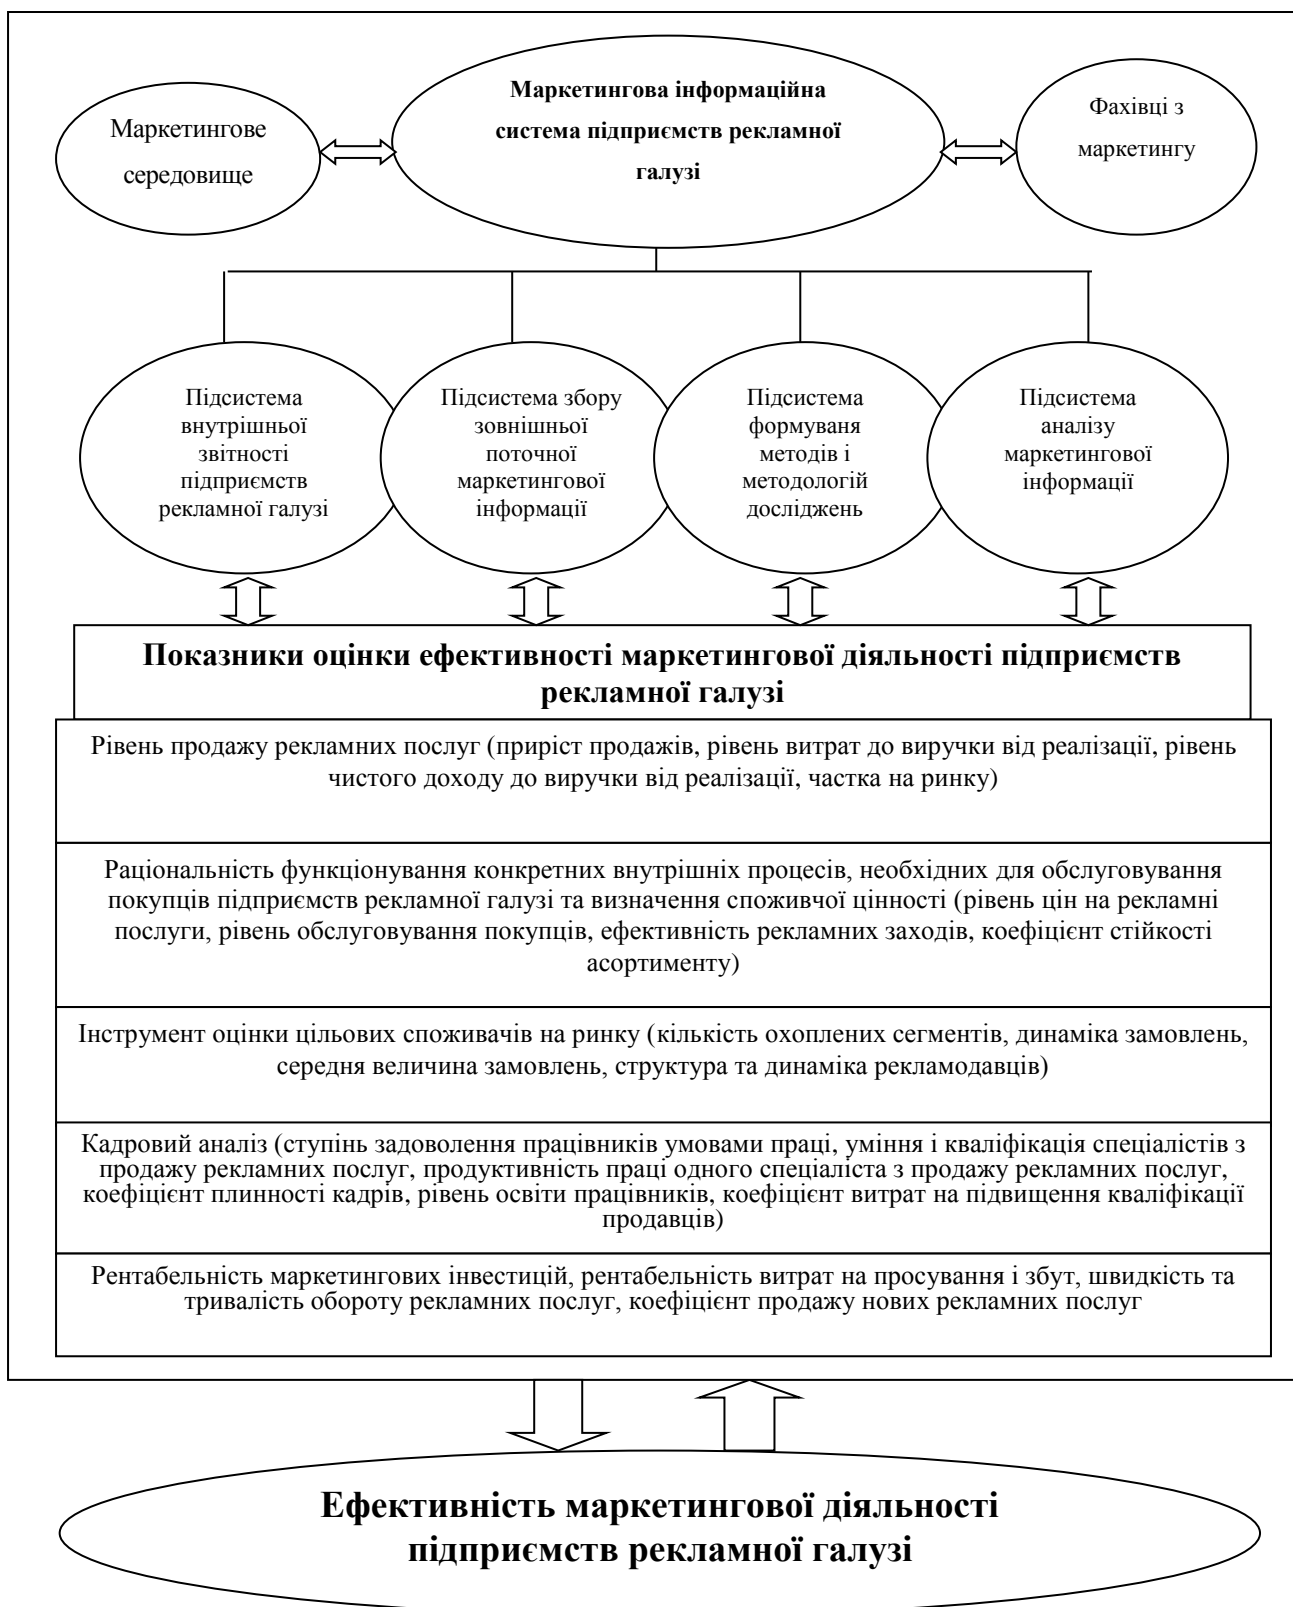 Маркетингова інформаційна
система підприємств рекламної
галузі
Маркетингове
середовище
Фахівці з
маркетингу
Підсистема
внутрішньої
звітності
підприємств
рекламної галузі
Підсистема збору
зовнішньої
поточної
маркетингової
інформації
Підсистема
формуваня
методів і
методологій
досліджень
Підсистема
аналізу
маркетингової
інформації
Показники оцінки ефективності маркетингової діяльності підприємств
рекламної галузі
Рівень продажу рекламних послуг (приріст продажів, рівень витрат до виручки від реалізації, рівень
чистого доходу до виручки від реалізації, частка на ринку)
Раціональність функціонування конкретних внутрішніх процесів, необхідних для обслуговування
покупців підприємств рекламної галузі та визначення споживчої цінності (рівень цін на рекламні
послуги, рівень обслуговування покупців, ефективність рекламних заходів, коефіцієнт стійкості
асортименту)
Інструмент оцінки цільових споживачів на ринку (кількість охоплених сегментів, динаміка замовлень,
середня величина замовлень, структура та динаміка рекламодавців)
Кадровий аналіз (ступінь задоволення працівників умовами праці, уміння і кваліфікація спеціалістів з
продажу рекламних послуг, продуктивність праці одного спеціаліста з продажу рекламних послуг,
коефіцієнт плинності кадрів, рівень освіти працівників, коефіцієнт витрат на підвищення кваліфікації
продавців)
Рентабельність маркетингових інвестицій, рентабельність витрат на просування і збут, швидкість та
тривалість обороту рекламних послуг, коефіцієнт продажу нових рекламних послуг
Ефективність маркетингової діяльності
підприємств рекламної галузі